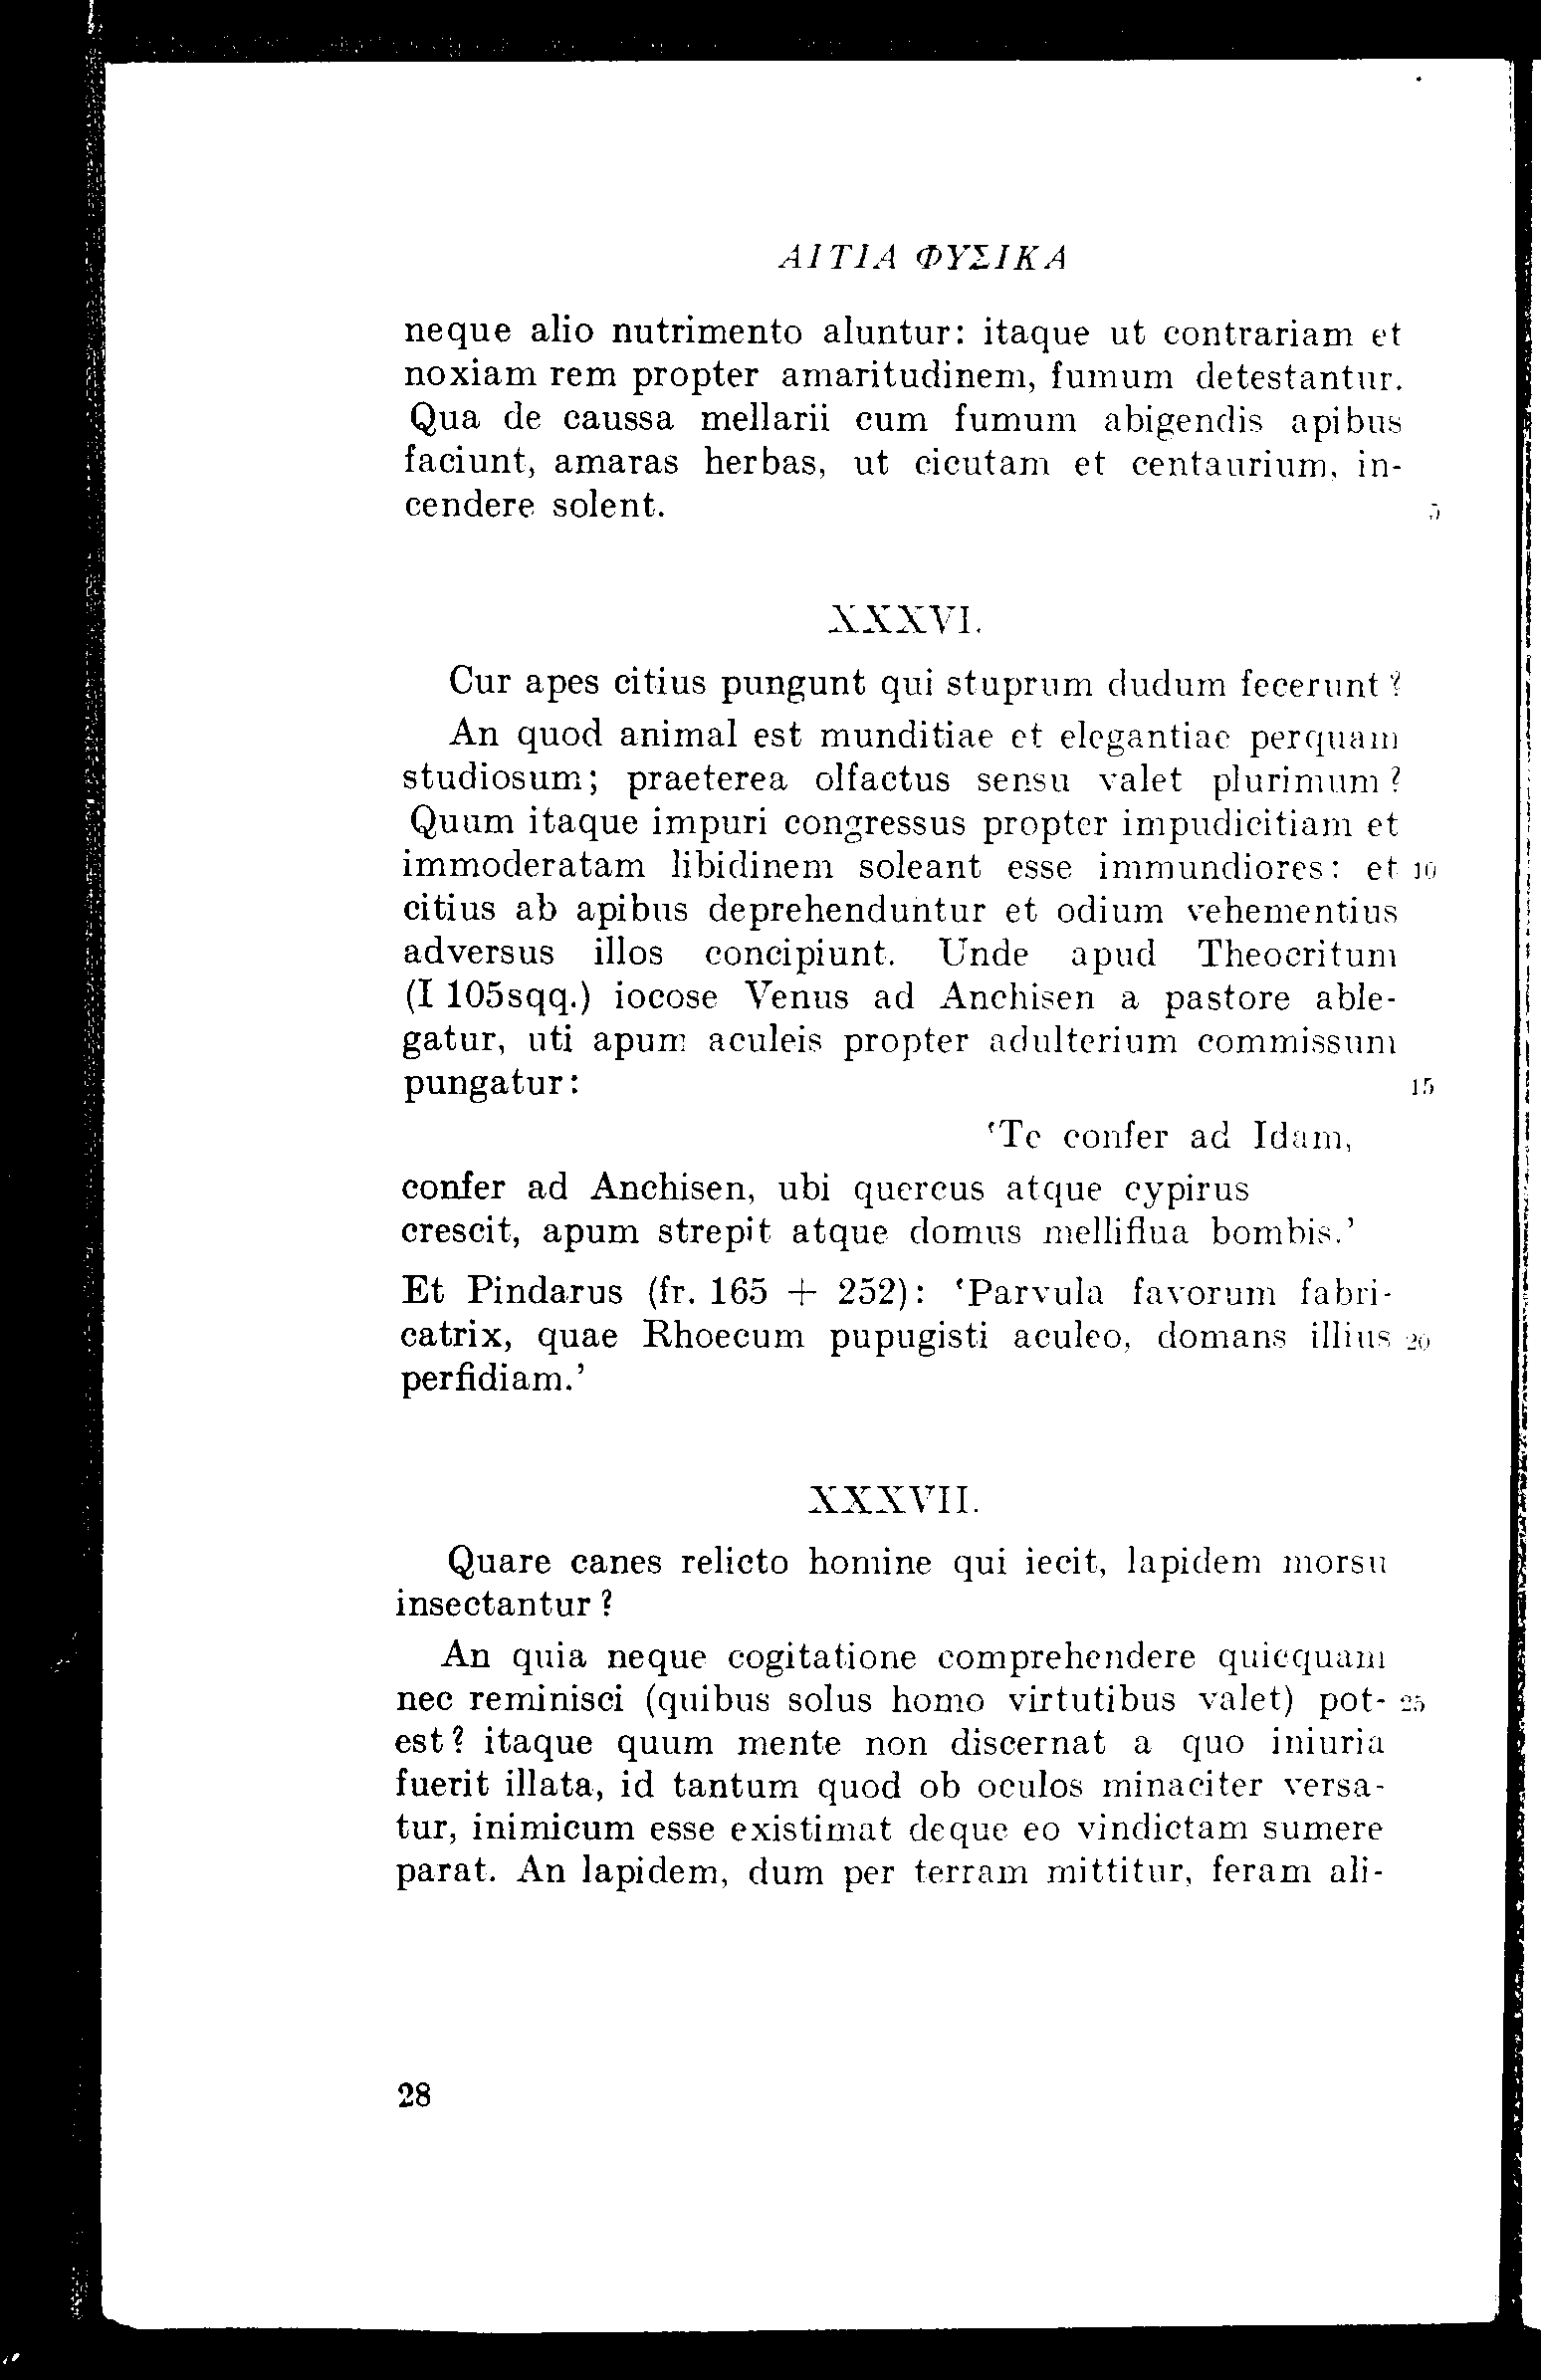 ΑΙΤΙΑ ΦΥΣΙΚΑ
neque alio nutrimento aluntur: itaque ut contrariam et
noxiam rem propter amaritudinem, fumum detestantur.
Qua de caussa mellarii cum fumum abigendis apibus
faciunt, amaras herbas, ut cicutam et centaurium, in-
cendere solent. 5
XXXVI.
Cur apes citius pungunt qui stuprum dudum fecerunt?
An quod animal est munditiae et elegantiae perquam
studiosum; praeterea olfactus sensu valet plurimum?
Quum itaque impuri congressus propter impudicitiam et
immoderatam libidinem soleant esse immundiores: et 10
citius ab apibus deprehenduntur et odium vehementius
adversus illos concipiunt. Unde apud Theocritum
(I 105sqq.) iocose Venus ad Anchisen a pastore able-
gatur, uti apum aculeis propter adulterium commissum
pungatur: 15
‘Te confer ad Idam,
confer ad Anchisen, ubi quercus atque cypirus
crescit, apum strepit atque domus melliflua bombis.’
Et Pindarus (fr. 165 + 252): ‘Parvula favorum fabri-
catrix, quae Rhoecum pupugisti aculeo, domans illius 20
perfidiam.’
XXXVII.
Quare canes relicto homine qui iecit, lapidem morsu
insectantur?
An quia neque cogitatione comprehendere quicquam
nec reminisci (quibus solus homo virtutibus valet) pot- 25
est? itaque quum mente non discernat a quo iniuria
fuerit illata, id tantum quod ob oculos minaciter versa-
tur, inimicum esse existimat deque eo vindictam sumere
parat. An lapidem, dum per terram mittitur, feram ali-
28